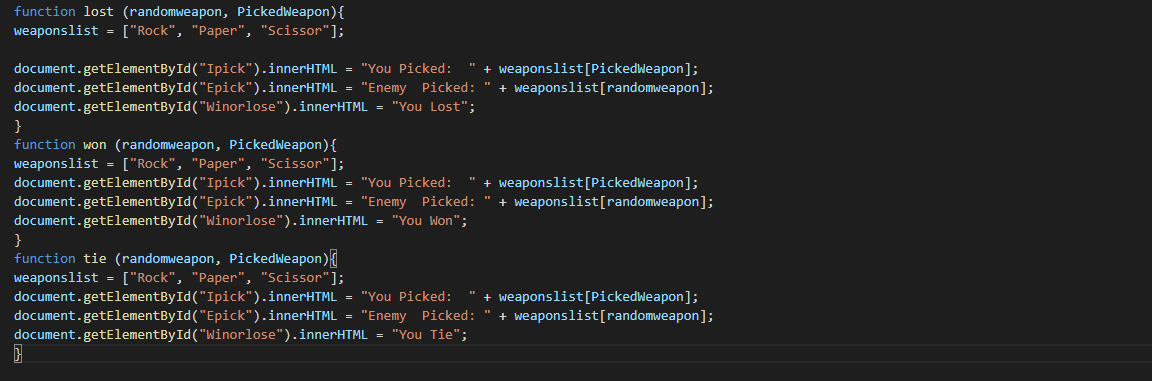 function lost (randomweapon, PickedWeapon){
weaponslist = ["Rock", "Paper", "Scissor"];
document.getElementById("Ipick").innerHTML = "You Picked:  " + weaponslist[PickedWeapon];
document.getElementById("Epick").innerHTML = "Enemy  Picked: " + weaponslist[randomweapon];
document.getElementById("Winorlose").innerHTML = "You Lost";
}
function won (randomweapon, PickedWeapon){
weaponslist = ["Rock", "Paper", "Scissor"];
document.getElementById("Ipick").innerHTML = "You Picked:  " + weaponslist[PickedWeapon];
document.getElementById("Epick").innerHTML = "Enemy  Picked: " + weaponslist[randomweapon];
document.getElementById("Winorlose").innerHTML = "You Won";
}
function tie (randomweapon, PickedWeapon){
weaponslist = ["Rock", "Paper", "Scissor"];
document.getElementById("Ipick").innerHTML = "You Picked:  " + weaponslist[PickedWeapon];
document.getElementById("Epick").innerHTML = "Enemy  Picked: " + weaponslist[randomweapon];
document.getElementById("Winorlose").innerHTML = "You Tie";
}